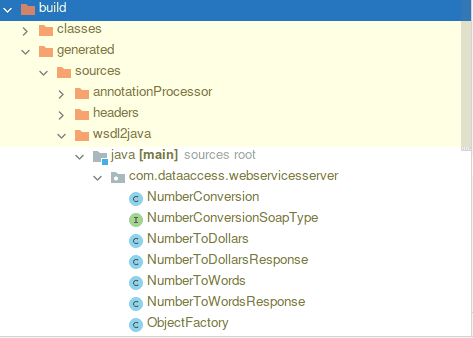 build
classes
generated
sources
annotationProcessor
headers
wsdl2java
java [main] sources root
com.dataaccess.webservicesserver
C NumberConversion
I NumberConversionSoapType
C NumberToDollars
C NumberToDollarsResponse
C NumberToWords
C NumberToWordsResponse
C ObjectFactory